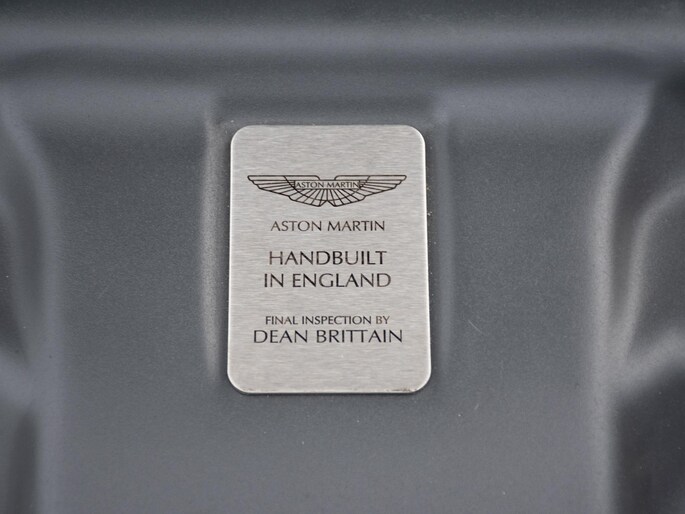 ASTON MARTIN
ASTON MARTIN
HANDBUILT
IN ENGLAND
FINAL INSPECTION BY
DEAN BRITTAIN